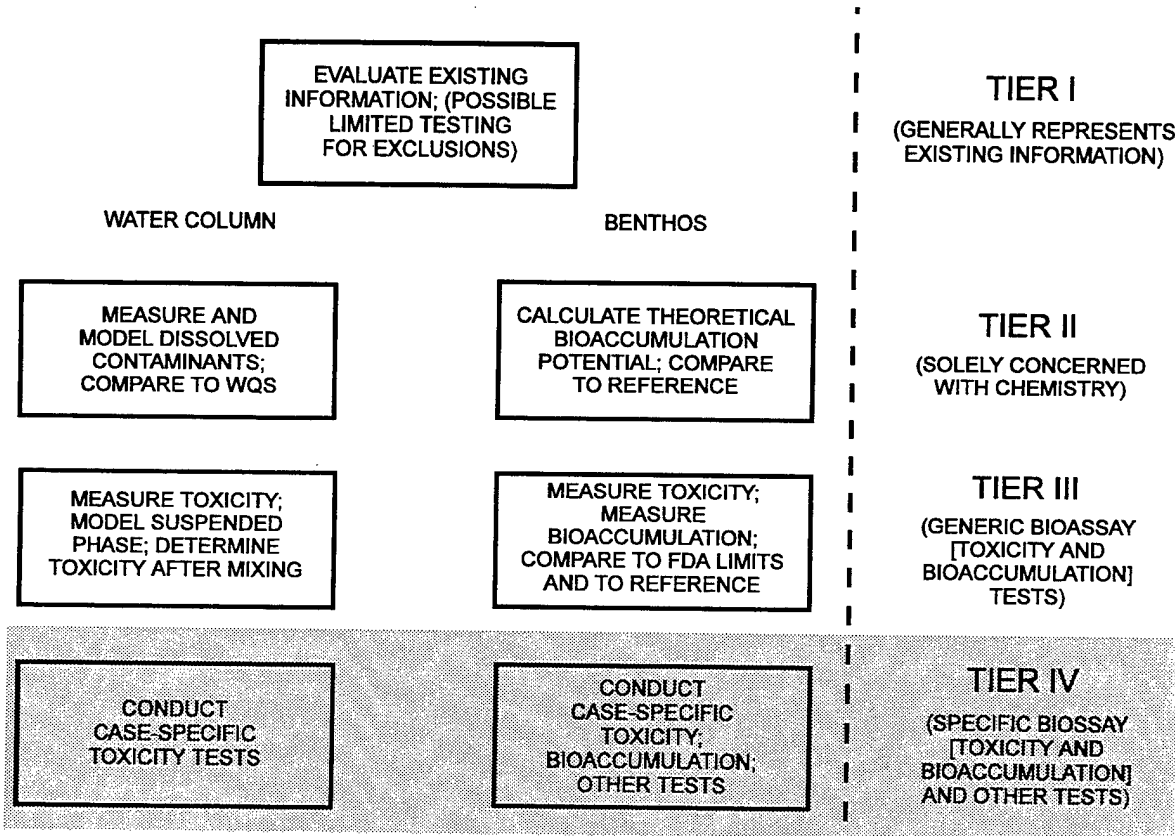 EVALUATE EXISTING
INFORMATION; (POSSIBLE
LIMITED TESTING
FOR EXCLUSIONS)
TIER I
(GENERALLY REPRESENTS
EXISTING INFORMATION)
WATER COLUMN
BENTHOS
MEASURE AND
MODEL DISSOLVED
CONTAMINANTS;
COMPARE TO WQS
CALCULATE THEORETICAL
BIOACCUMULATION
POTENTIAL; COMPARE
TO REFERENCE
TIER II
(SOLELY CONCERNED
WITH CHEMISTRY)
MEASURE TOXICITY;
MODEL SUSPENDED
PHASE; DETERMINE
TOXICITY AFTER MIXING
MEASURE TOXICITY;
MEASURE
BIOACCUMULATION;
COMPARE TO FDA LIMITS
AND TO REFERENCE
TIER III
(GENERIC BIOASSAY
[TOXICITY AND
BIOACCUMULATION]
TESTS)
CONDUCT
CASE-SPECIFIC
TOXICITY TESTS
CONDUCT
CASE-SPECIFIC
TOXICITY;
BIOACCUMULATION;
OTHER TESTS
TIER IV
(SPECIFIC BIOSSAY
[TOXICITY AND
BIOACCUMULATION]
AND OTHER TESTS)